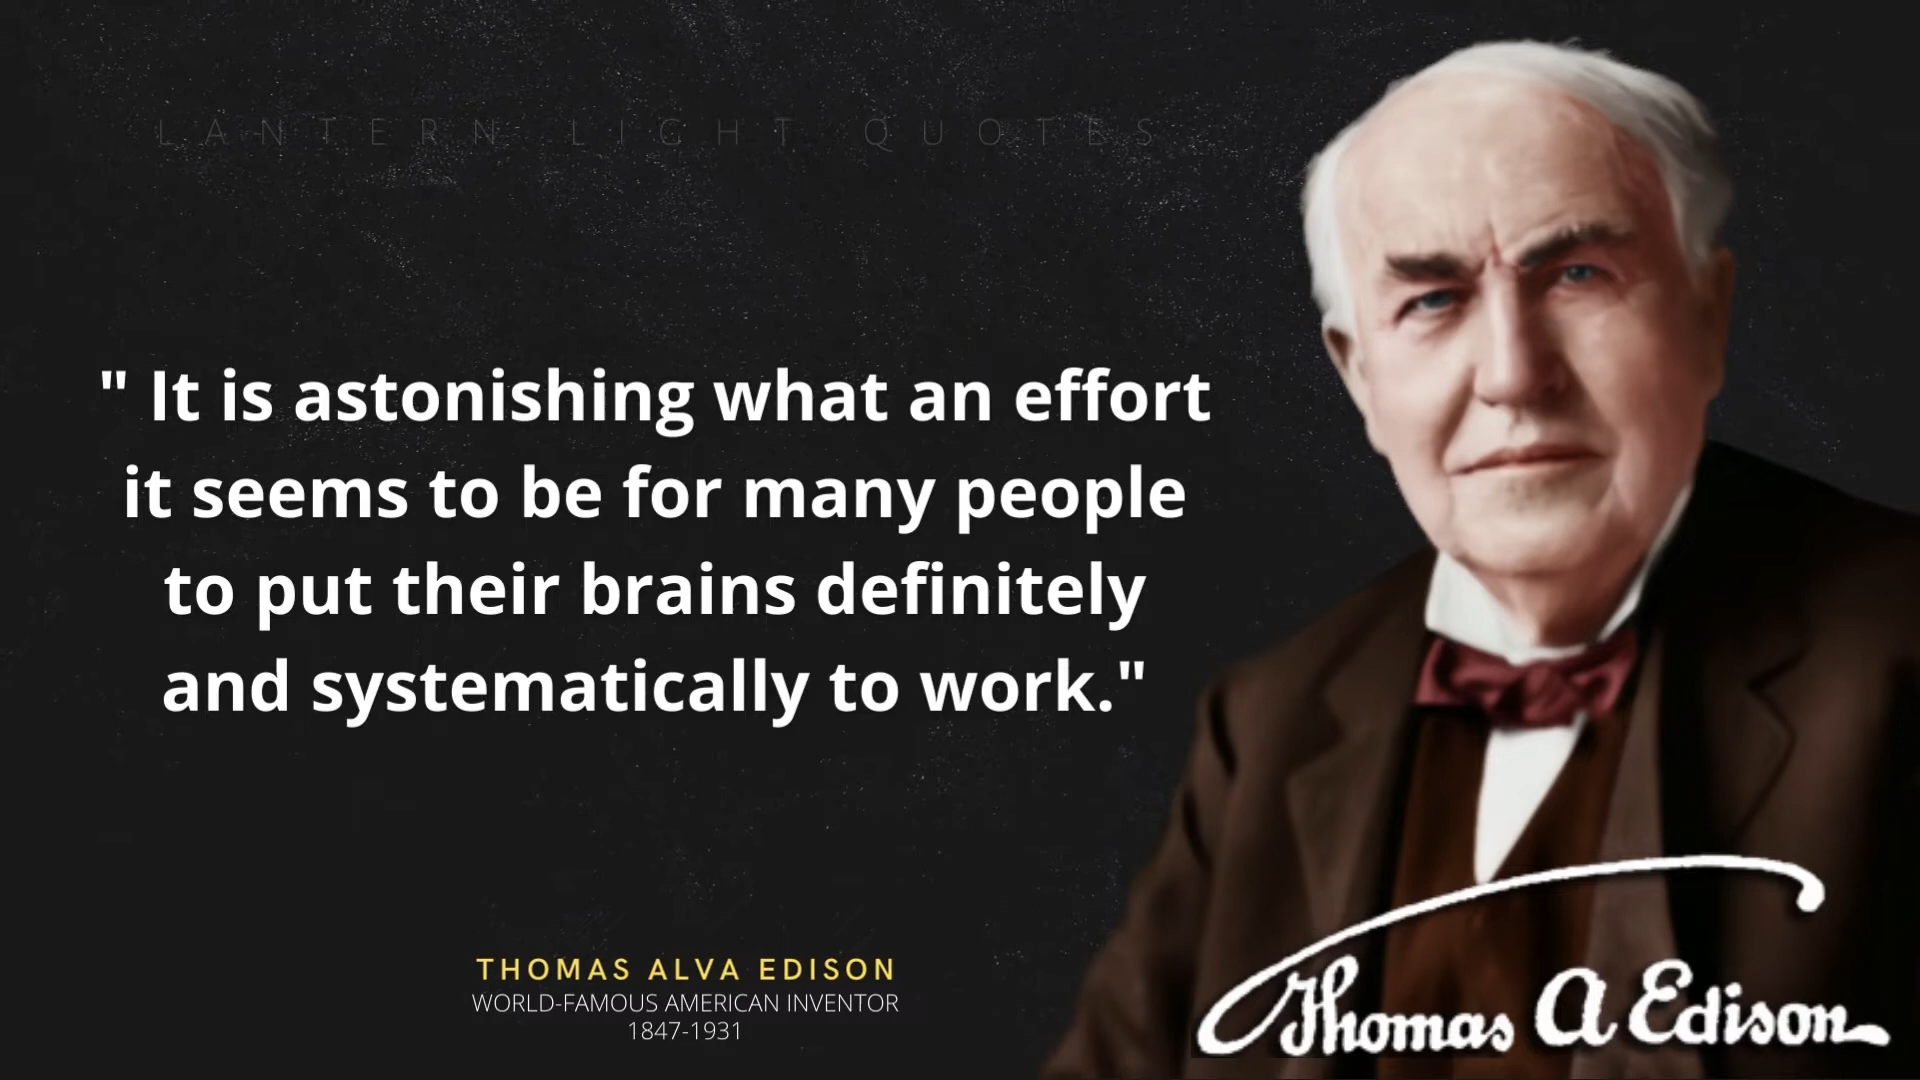 LANTERN LIGHT QUOTES
" It is astonishing what an effort
it seems to be for many people
to put their brains definitely
and systematically to work."
THOMAS ALVA EDISON
WORLD-FAMOUS AMERICAN INVENTOR
1847-1931
Thomas A Edison